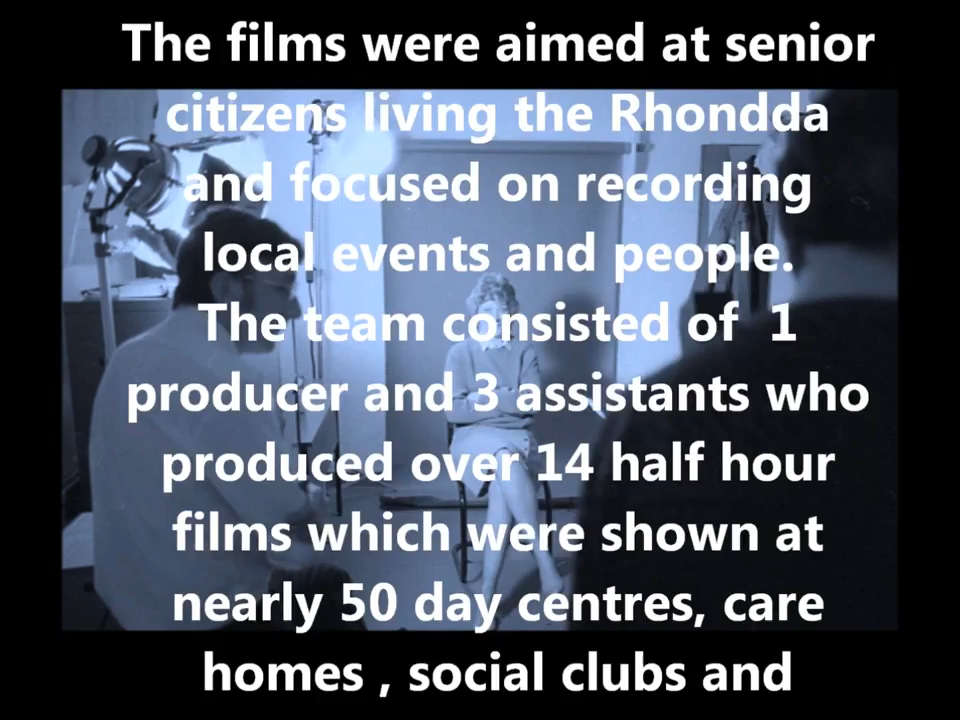 The films were aimed at senior
citizens living the Rhondda
and focused on recording
local events and people.
The team consisted of  1
producer and 3 assistants who
produced over 14 half hour
films which were shown at
nearly 50 day centres, care
homes , social clubs and